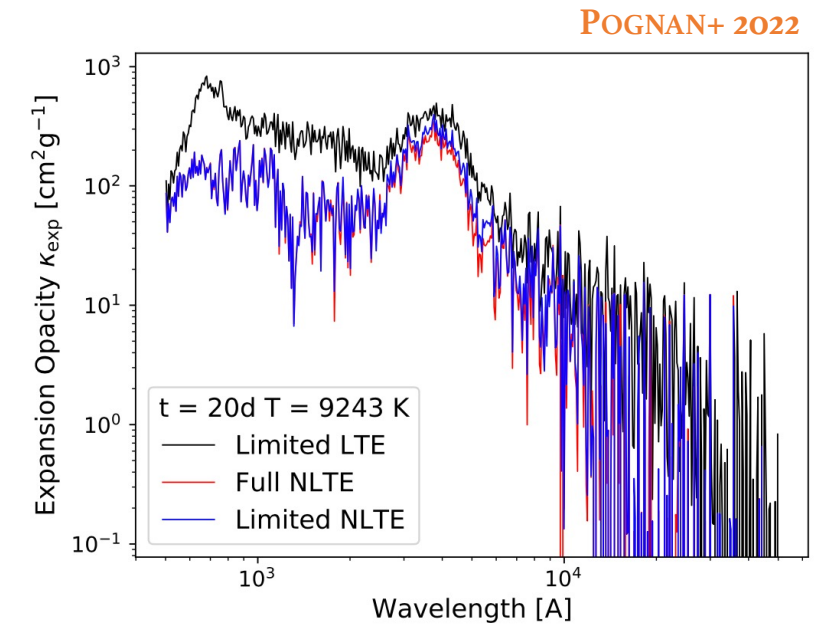 POGNAN+ 2022
10³
10²
10¹
10⁰
10⁻¹
Expansion Opacity κexp [cm²g⁻¹]
t = 20d T = 9243 K
Limited LTE
Full NLTE
Limited NLTE
10³ 10⁴
Wavelength [A]